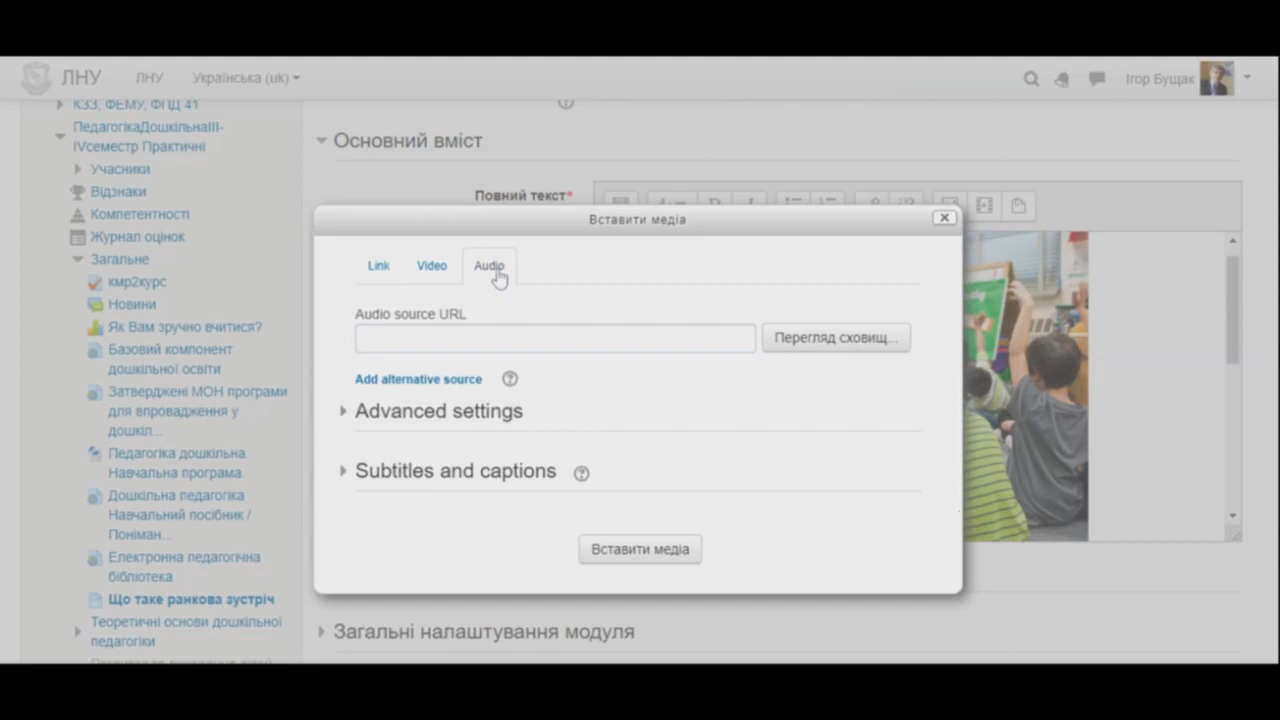 ЛНУ
ЛНУ
Українська (uk)
Ігор Бущак
КЗЗ, ФЕМУ, ФПД 41
ПедагогікаДошкільнаІІІ-
ІVсеместр Практичні
Учасники
Відзнаки
Компетентності
Журнал оцінок
Загальне
кмр2курс
Новини
Як Вам зручно вчитися?
Базовий компонент
дошкільної освіти
Затверджені МОН програми
для впровадження у
дошкіл...
Педагогіка дошкільна.
Навчальна програма.
Дошкільна педагогіка
Навчальний посібник /
Поніман...
Електронна педагогічна
бібліотека
Що таке ранкова зустріч
Теоретичні основи дошкільної
педагогіки
Основний вміст
Повний текст*
Вставити медіа
Link
Video
Audio
Audio source URL
Перегляд сховищ...
Add alternative source
Advanced settings
Subtitles and captions
Вставити медіа
Загальні налаштування модуля